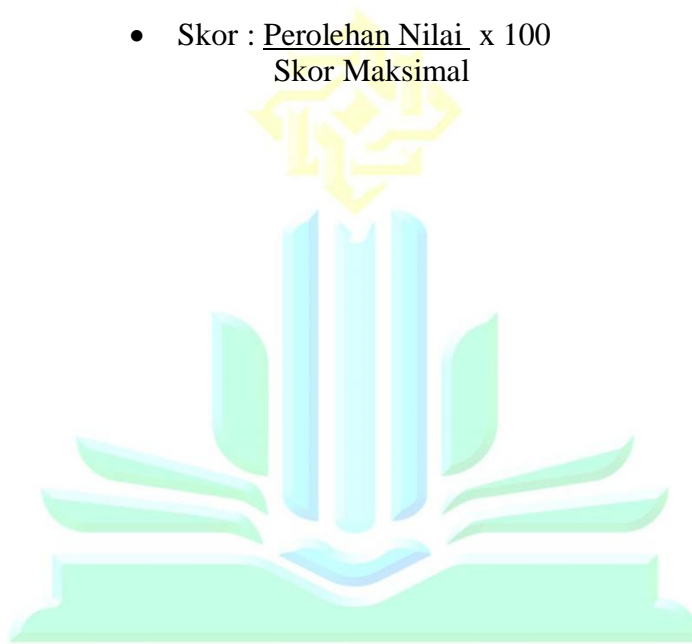 • Skor : Perolehan Nilai x 100
Skor Maksimal